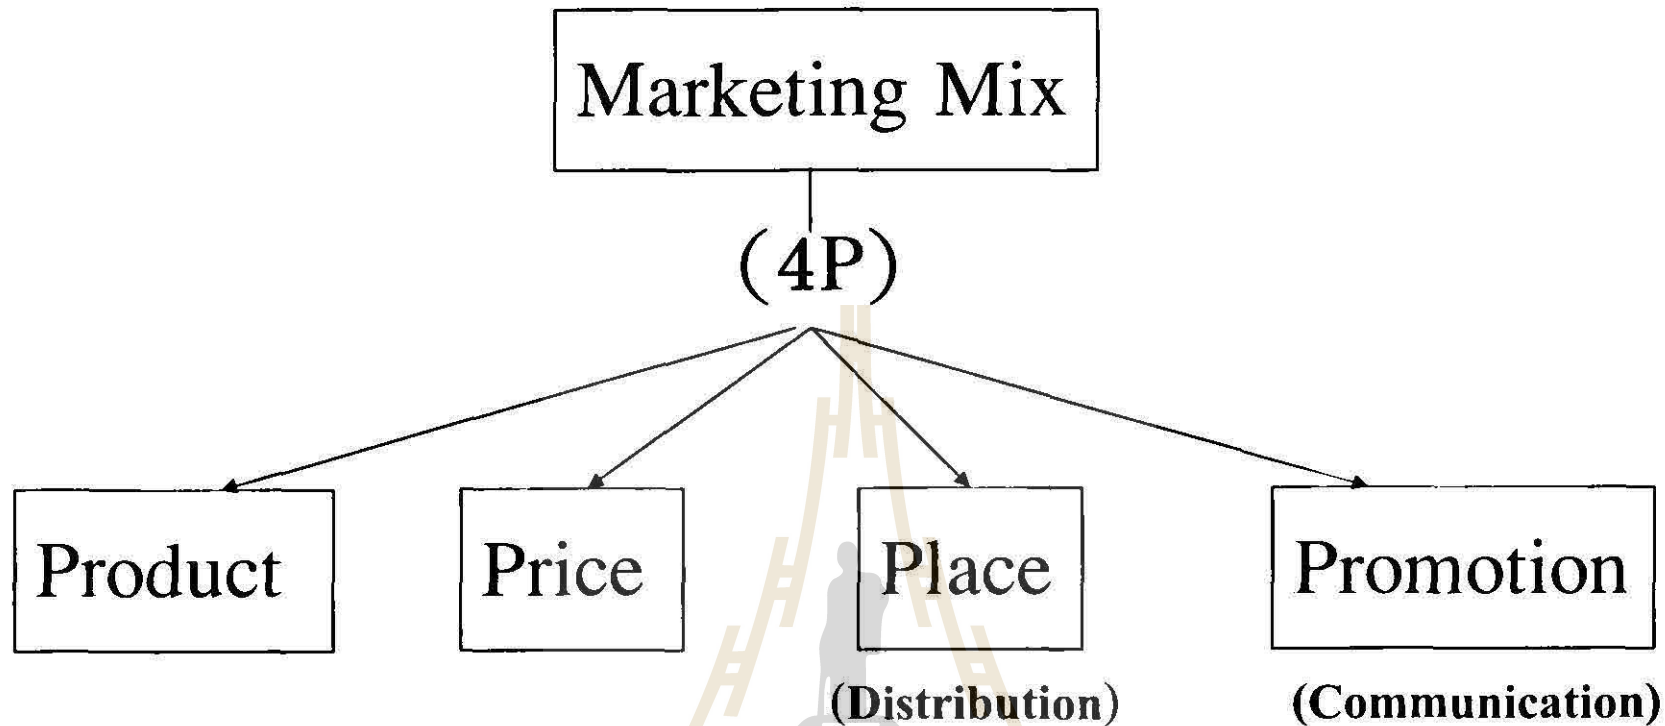 Marketing Mix
(4P)
Product Price Place Promotion
(Distribution) (Communication)